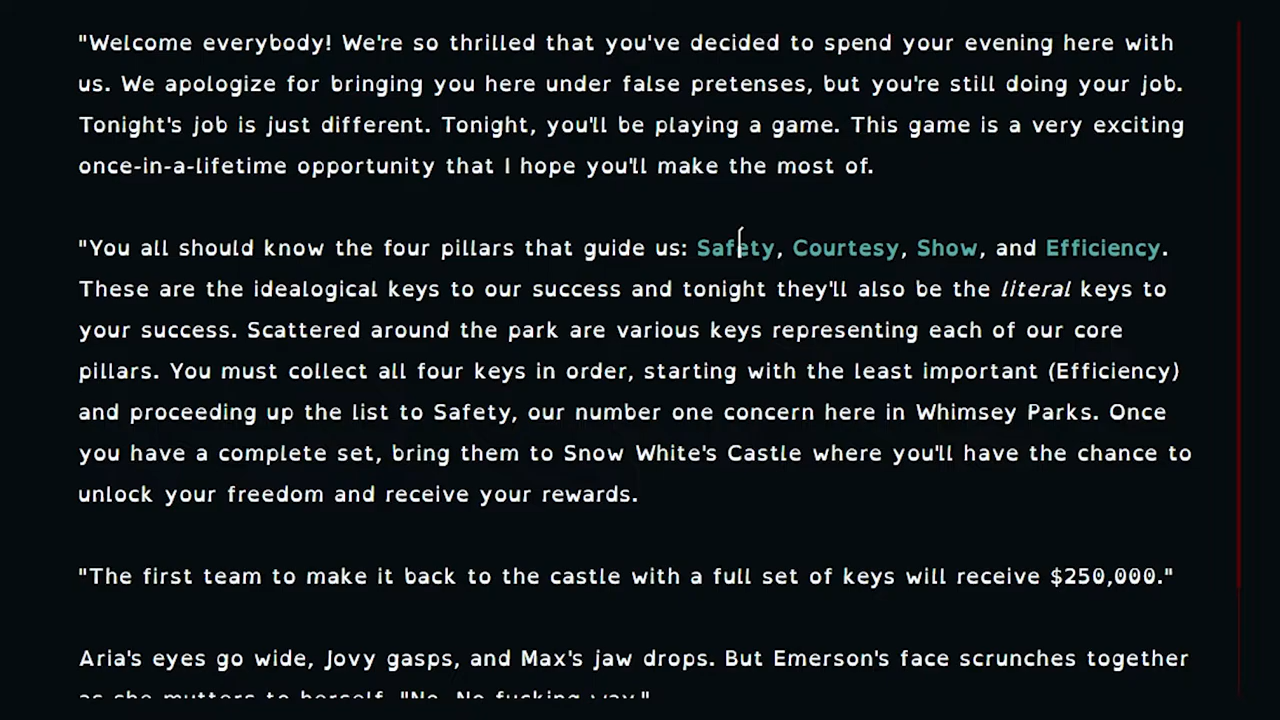 "Welcome everybody! We're so thrilled that you've decided to spend your evening here with
us. We apologize for bringing you here under false pretenses, but you're still doing your job.
Tonight's job is just different. Tonight, you'll be playing a game. This game is a very exciting
once-in-a-lifetime opportunity that I hope you'll make the most of.
"You all should know the four pillars that guide us: Safety, Courtesy, Show, and Efficiency.
These are the idealogical keys to our success and tonight they'll also be the literal keys to
your success. Scattered around the park are various keys representing each of our core
pillars. You must collect all four keys in order, starting with the least important (Efficiency)
and proceeding up the list to Safety, our number one concern here in Whimsey Parks. Once
you have a complete set, bring them to Snow White's Castle where you'll have the chance to
unlock your freedom and receive your rewards.
"The first team to make it back to the castle with a full set of keys will receive $250,000."
Aria's eyes go wide, Jovy gasps, and Max's jaw drops. But Emerson's face scrunches together
as she mutters to herself, "No. No fucking way."